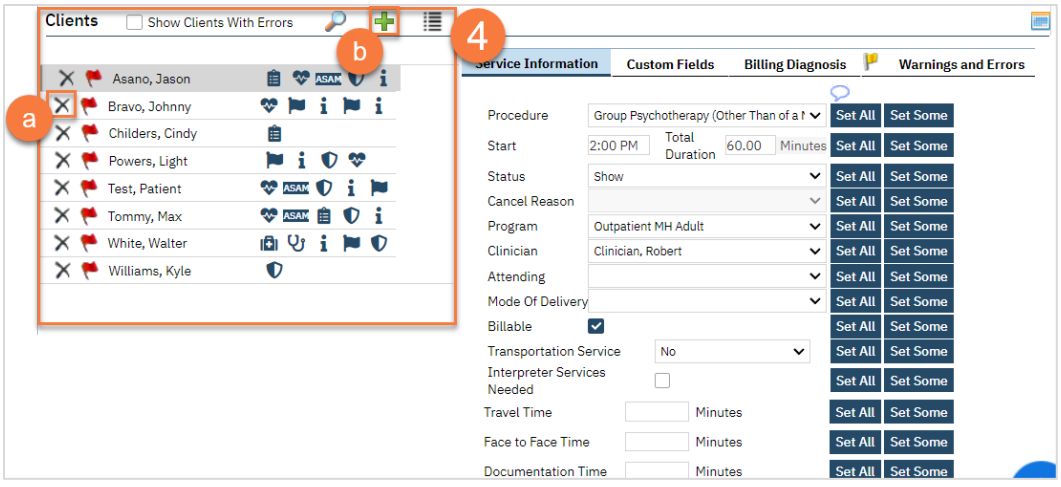 Clients Show Clients With Errors
b
4
a
Asano, Jason ASAM i
Bravo, Johnny i i
Childers, Cindy
Powers, Light i
Test, Patient ASAM i
Tommy, Max ASAM i
White, Walter i
Williams, Kyle
Service Information Custom Fields Billing Diagnosis Warnings and Errors
Procedure Group Psychotherapy (Other Than of a M Set All Set Some
Start 2:00 PM Total Duration 60.00 Minutes Set All Set Some
Status Show Set All Set Some
Cancel Reason Set All Set Some
Program Outpatient MH Adult Set All Set Some
Clinician Clinician, Robert Set All Set Some
Attending Set All Set Some
Mode Of Delivery Set All Set Some
Billable Set All Set Some
Transportation Service No Set All Set Some
Interpreter Services
Needed Set All Set Some
Travel Time Minutes Set All Set Some
Face to Face Time Minutes Set All Set Some
Documentation Time Minutes Set All Set Some